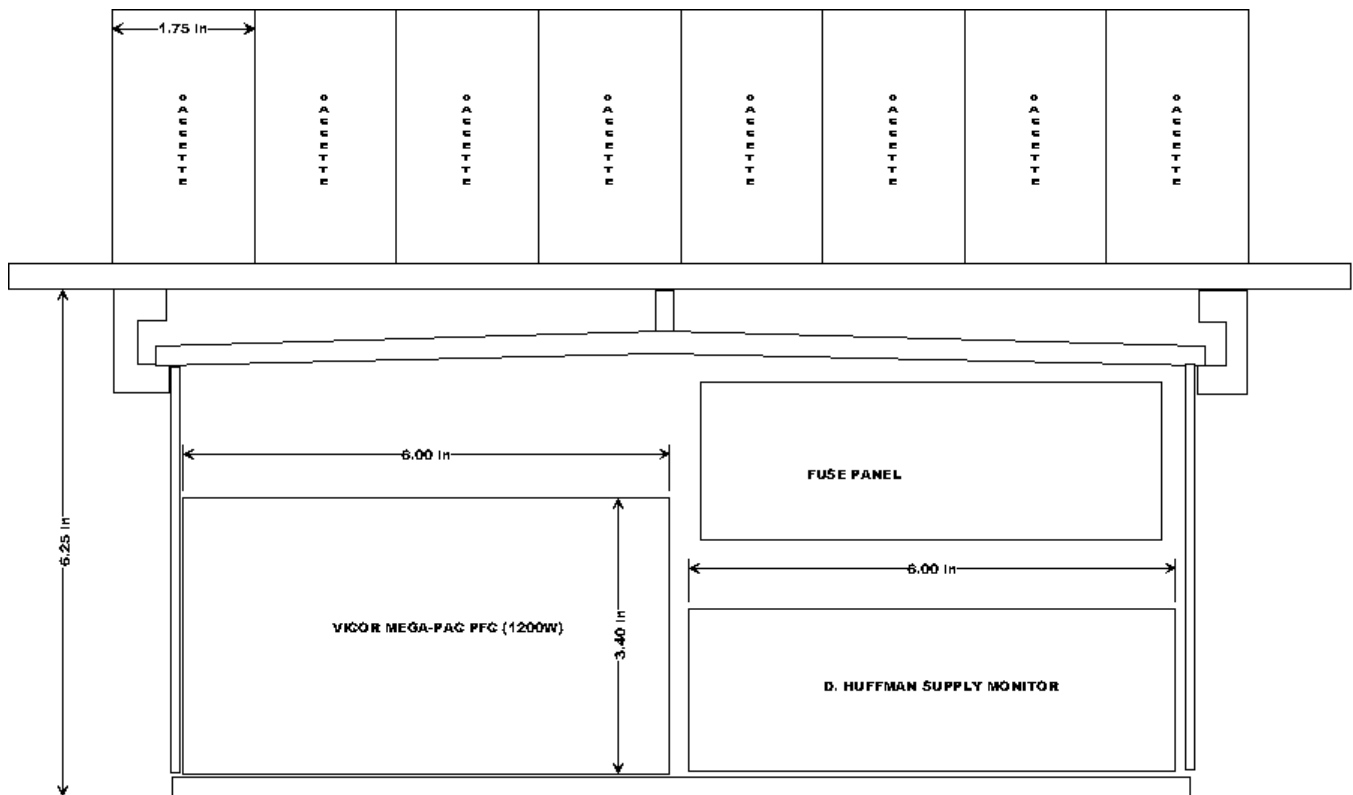 1.75 in
CASSETTE
CASSETTE
CASSETTE
CASSETTE
CASSETTE
CASSETTE
CASSETTE
CASSETTE
6.00 in
FUSE PANEL
6.25 in
6.00 in
VICOR MEGA-PAC PFC (1200W)
3.40 in
D. HUFFMAN SUPPLY MONITOR